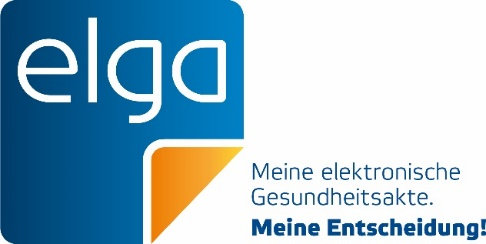 elga
Meine elektronische
Gesundheitsakte.
Meine Entscheidung!